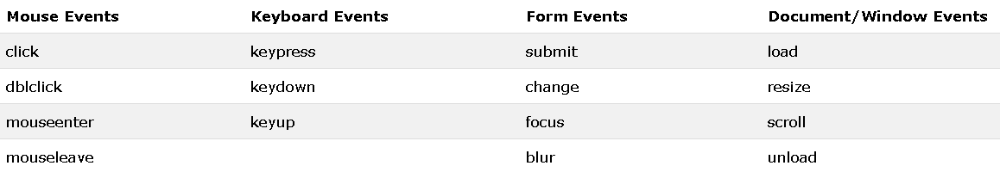 Mouse Events Keyboard Events Form Events Document/Window Events
click keypress submit load
dblclick keydown change resize
mouseenter keyup focus scroll
mouseleave blur unload